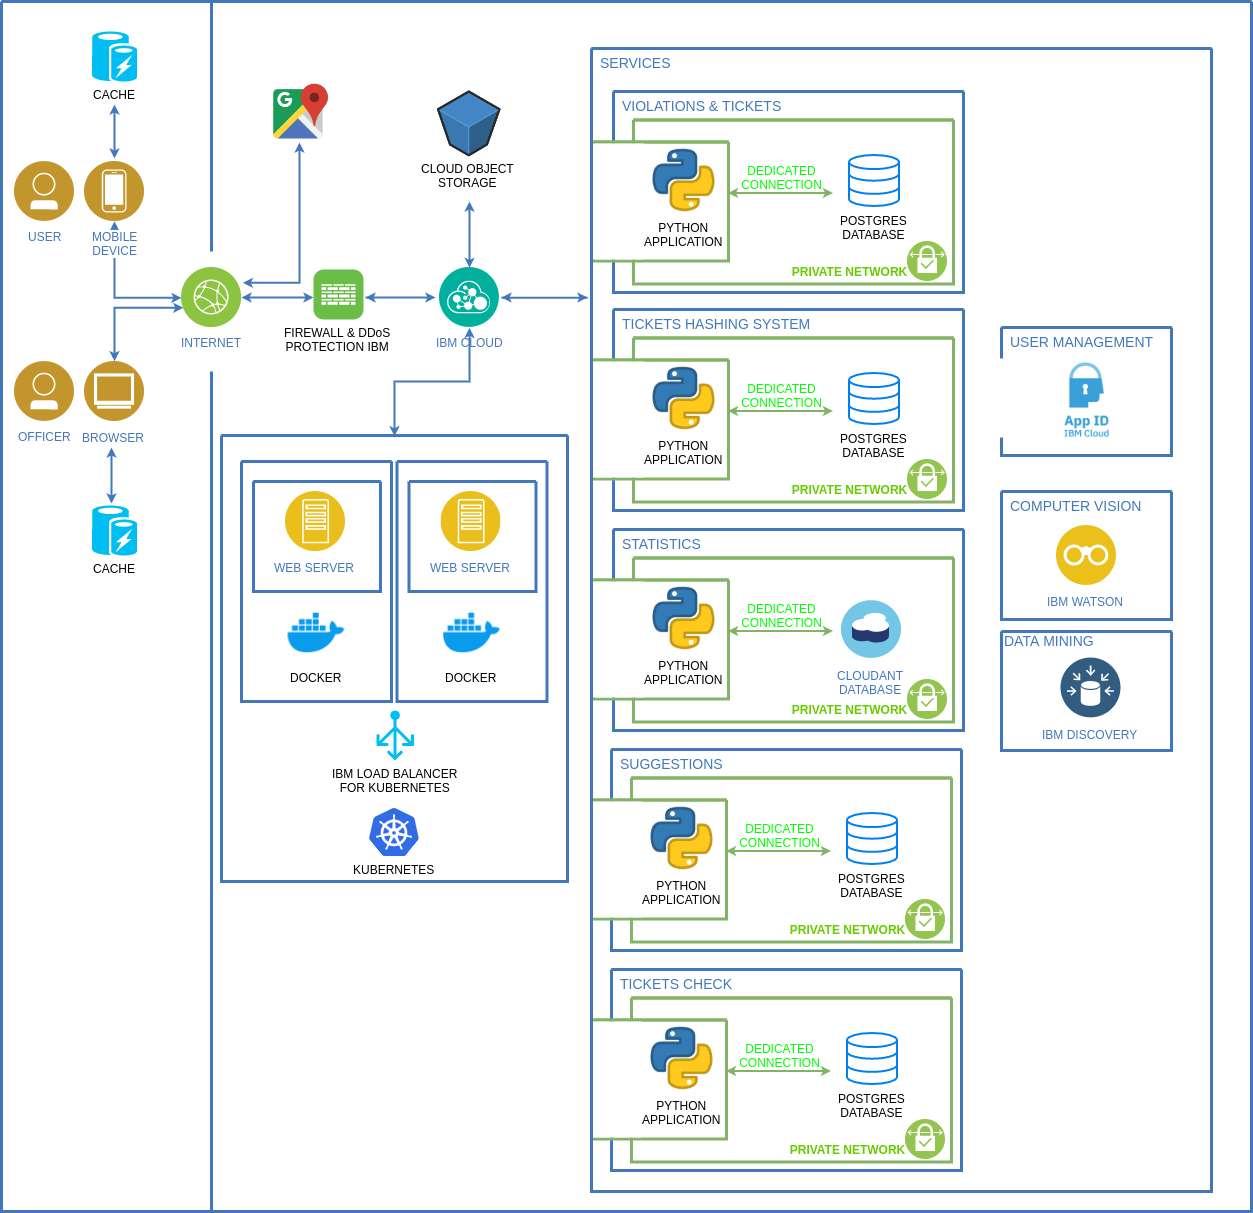 CACHE
USER
MOBILE
DEVICE
INTERNET
OFFICER
BROWSER
CACHE
G
CLOUD OBJECT
STORAGE
FIREWALL & DDoS
PROTECTION IBM
IBM CLOUD
WEB SERVER
WEB SERVER
DOCKER
DOCKER
IBM LOAD BALANCER
FOR KUBERNETES
KUBERNETES
SERVICES
VIOLATIONS & TICKETS
PYTHON
APPLICATION
DEDICATED
CONNECTION
POSTGRES
DATABASE
PRIVATE NETWORK
TICKETS HASHING SYSTEM
PYTHON
APPLICATION
DEDICATED
CONNECTION
POSTGRES
DATABASE
PRIVATE NETWORK
STATISTICS
PYTHON
APPLICATION
DEDICATED
CONNECTION
CLOUDANT
DATABASE
PRIVATE NETWORK
SUGGESTIONS
PYTHON
APPLICATION
DEDICATED
CONNECTION
POSTGRES
DATABASE
PRIVATE NETWORK
TICKETS CHECK
PYTHON
APPLICATION
DEDICATED
CONNECTION
POSTGRES
DATABASE
PRIVATE NETWORK
USER MANAGEMENT
App ID
IBM Cloud
COMPUTER VISION
IBM WATSON
DATA MINING
IBM DISCOVERY